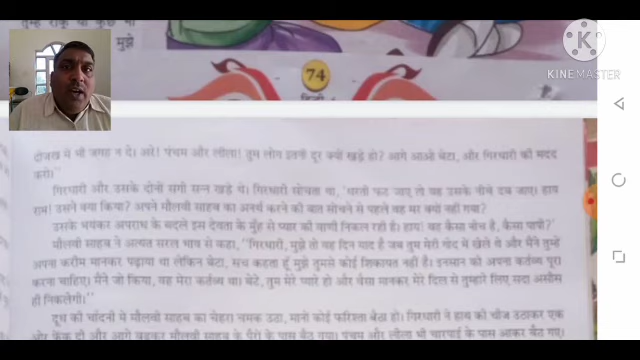 मुझे
74
KINEMASTER
दोजख में भी जगह न दे। अरे! पंचम और लीला! तुम लोग इतनी दूर क्यों खड़े हो? आगे आओ बेटा, और गिरधारी की मदद
करो।''
गिरधारी और उसके दोनों संगी सन्न खड़े थे। गिरधारी सोचता था, 'धरती फट जाए तो वह उसके नीचे दब जाए। हाय
राम! उसने क्या किया? अपने मौलवी साहब का अनर्थ करने की बात सोचने से पहले वह मर क्यों नहीं गया?
उसके भयंकर अपराध के बदले इस देवता के मुँह से प्यार की वाणी निकल रही है। हाय! वह कैसा नीच है, कैसा पापी?'
मौलवी साहब ने अत्यंत सरल भाव से कहा, ''गिरधारी, मुझे तो वह दिन याद है जब तुम मेरी गोद में खेले थे और मैंने तुम्हें
अपना करीम मानकर पढ़ाया था लेकिन बेटा, सच कहता हूँ मुझे तुमसे कोई शिकायत नहीं है। इनसान को अपना कर्तव्य पूरा
करना चाहिए। मैंने जो किया, वह मेरा कर्तव्य था। बेटे, तुम मेरे प्यारे हो और वैसा मानकर मेरे दिल से तुम्हारे लिए सदा असीस
ही निकलेगी।''
दूध की चाँदनी में मौलवी साहब का चेहरा चमक उठा, मानो कोई फरिश्ता बैठा हो। गिरधारी ने हाथ की चीज उठाकर एक
ओर फेंक दी और आगे बढ़कर मौलवी साहब के पैरों के पास बैठ गया। पंचम और लीला भी चारपाई के पास आकर बैठ गए।